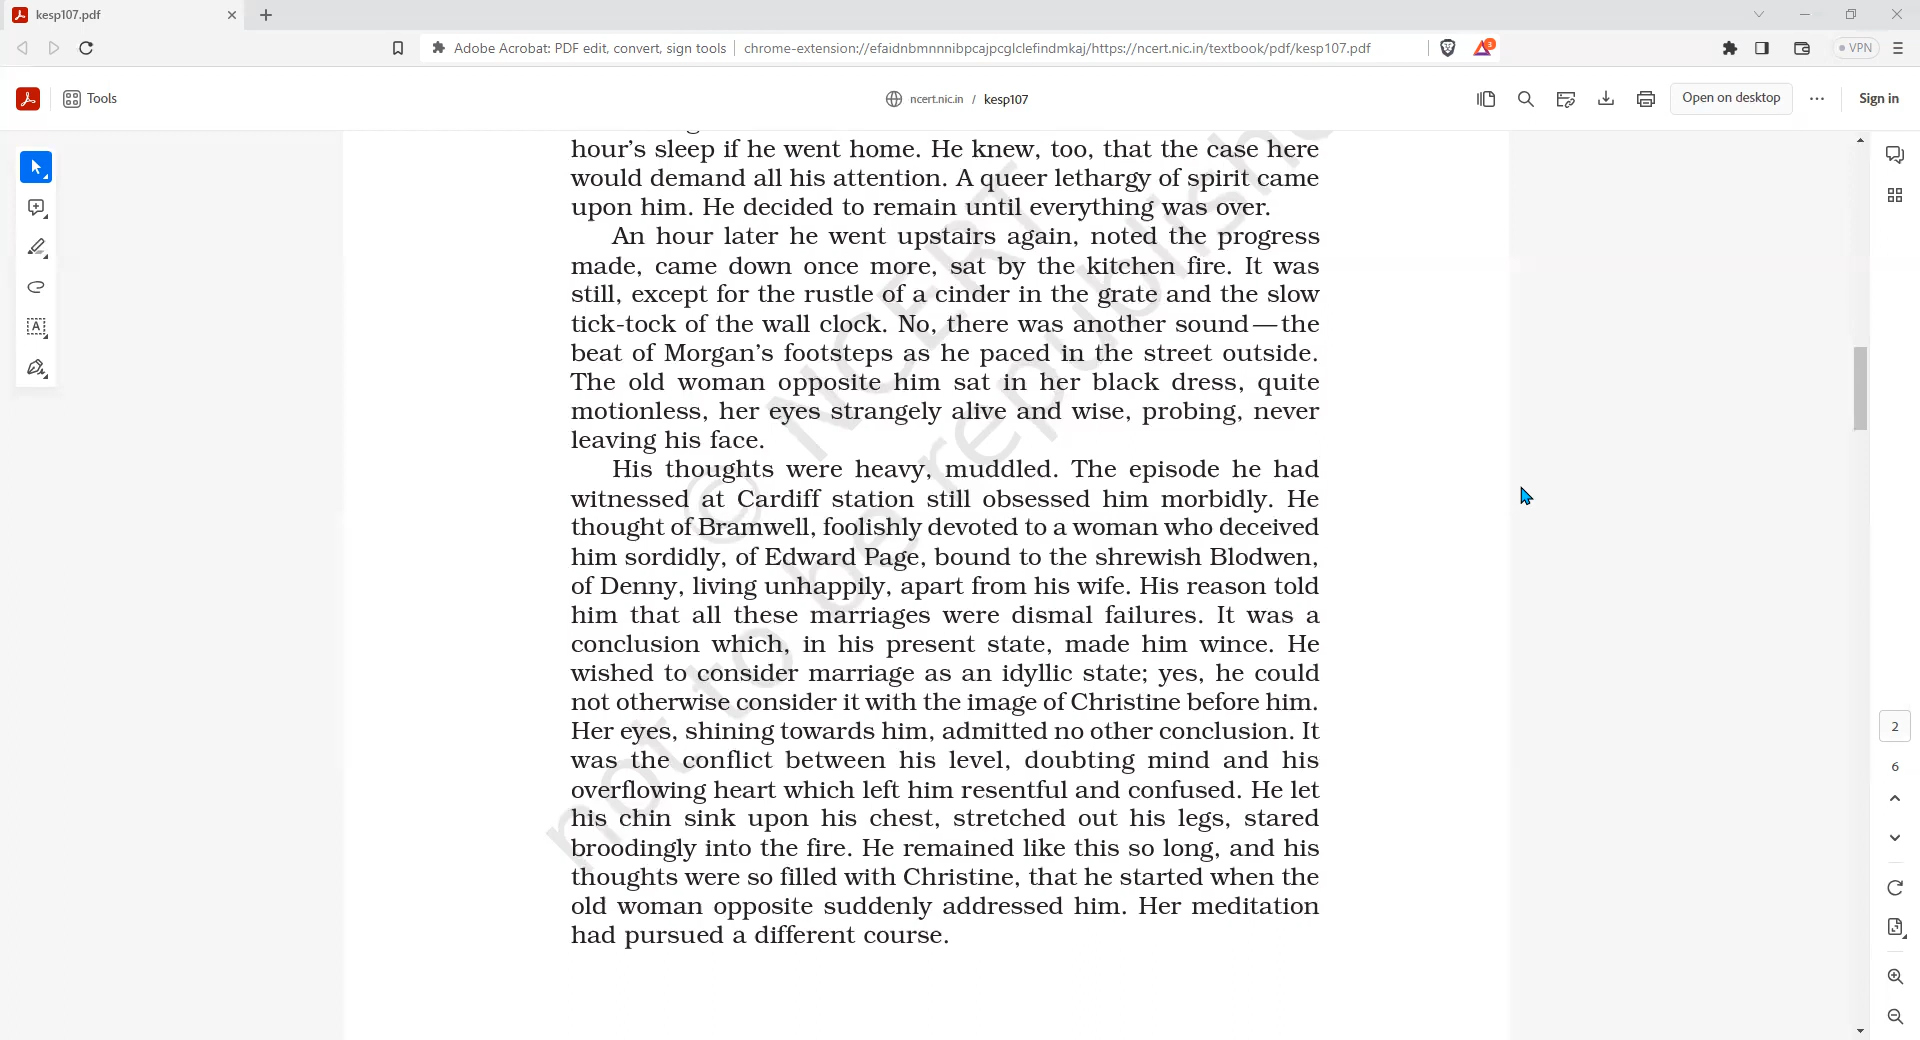 kesp107.pdf
Adobe Acrobat: PDF edit, convert, sign tools chrome-extension://efaidnbmnnnibpcajpcglclefindmkaj/https://ncert.nic.in/textbook/pdf/kesp107.pdf 3 VPN
Tools ncert.nic.in / kesp107 Open on desktop Sign in
hour's sleep if he went home. He knew, too, that the case here
would demand all his attention. A queer lethargy of spirit came
upon him. He decided to remain until everything was over.
An hour later he went upstairs again, noted the progress
made, came down once more, sat by the kitchen fire. It was
still, except for the rustle of a cinder in the grate and the slow
tick-tock of the wall clock. No, there was another sound—the
beat of Morgan's footsteps as he paced in the street outside.
The old woman opposite him sat in her black dress, quite
motionless, her eyes strangely alive and wise, probing, never
leaving his face.
His thoughts were heavy, muddled. The episode he had
witnessed at Cardiff station still obsessed him morbidly. He
thought of Bramwell, foolishly devoted to a woman who deceived
him sordidly, of Edward Page, bound to the shrewish Blodwen,
of Denny, living unhappily, apart from his wife. His reason told
him that all these marriages were dismal failures. It was a
conclusion which, in his present state, made him wince. He
wished to consider marriage as an idyllic state; yes, he could
not otherwise consider it with the image of Christine before him.
Her eyes, shining towards him, admitted no other conclusion. It
was the conflict between his level, doubting mind and his
overflowing heart which left him resentful and confused. He let
his chin sink upon his chest, stretched out his legs, stared
broodingly into the fire. He remained like this so long, and his
thoughts were so filled with Christine, that he started when the
old woman opposite suddenly addressed him. Her meditation
had pursued a different course.
© NCERT
not to be republishe
2
6